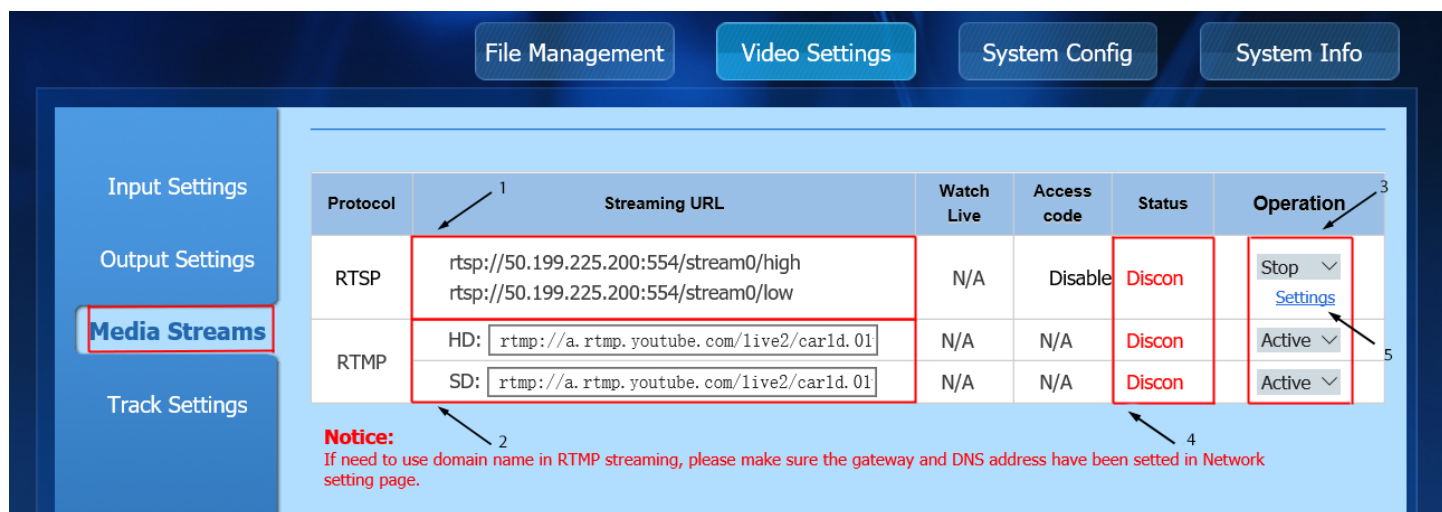 File Management Video Settings System Config System Info
Input Settings
Output Settings
Media Streams
Track Settings
Protocol Streaming URL Watch Live Access code Status Operation
1
3
RTSP rtsp://50.199.225.200:554/stream0/high N/A Disable Discon Stop
rtsp://50.199.225.200:554/stream0/low Settings
RTMP HD: rtmp://a.rtmp.youtube.com/live2/carld.01 N/A N/A Discon Active
5
SD: rtmp://a.rtmp.youtube.com/live2/carld.01 N/A N/A Discon Active
2
4
Notice:
If need to use domain name in RTMP streaming, please make sure the gateway and DNS address have been setted in Network
setting page.